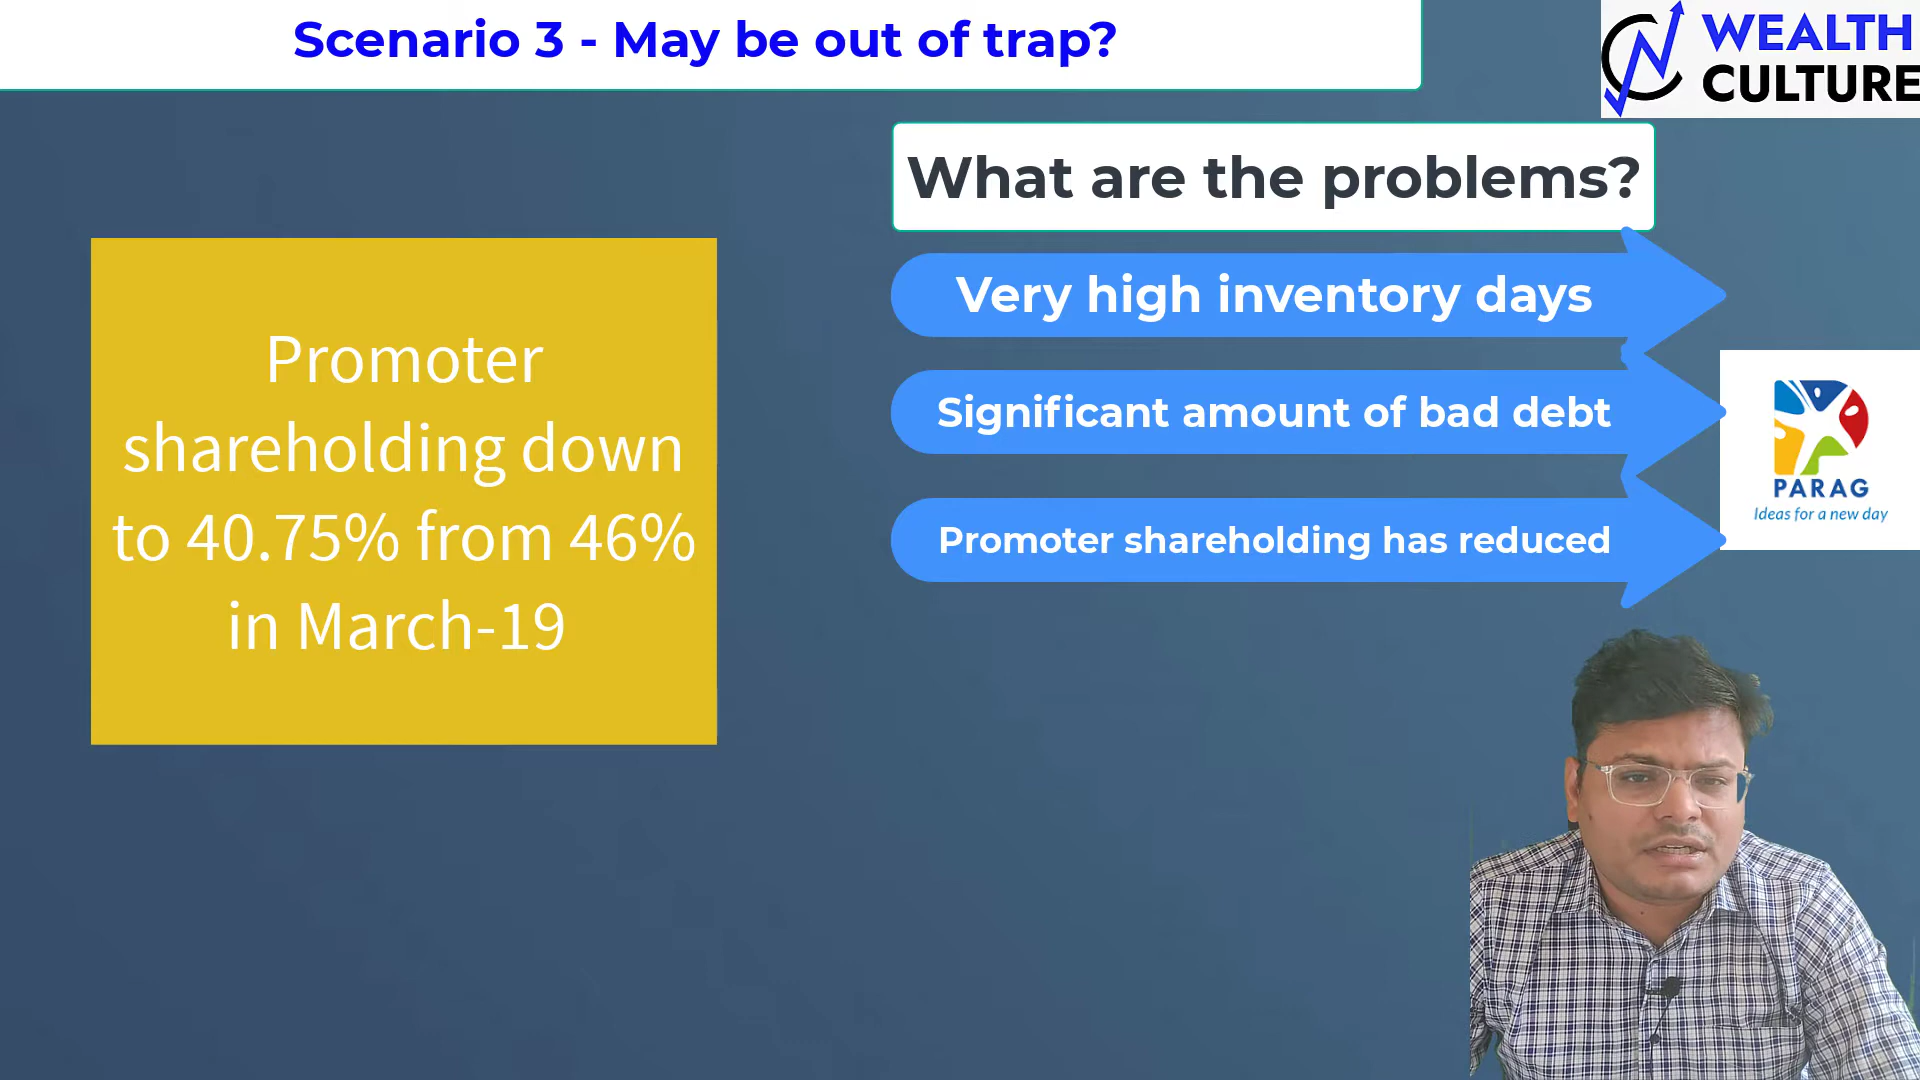 Scenario 3 - May be out of trap?
WEALTH
CULTURE
What are the problems?
Very high inventory days
Significant amount of bad debt
Promoter shareholding has reduced
Promoter
shareholding down
to 40.75% from 46%
in March-19
PARAG
Ideas for a new day